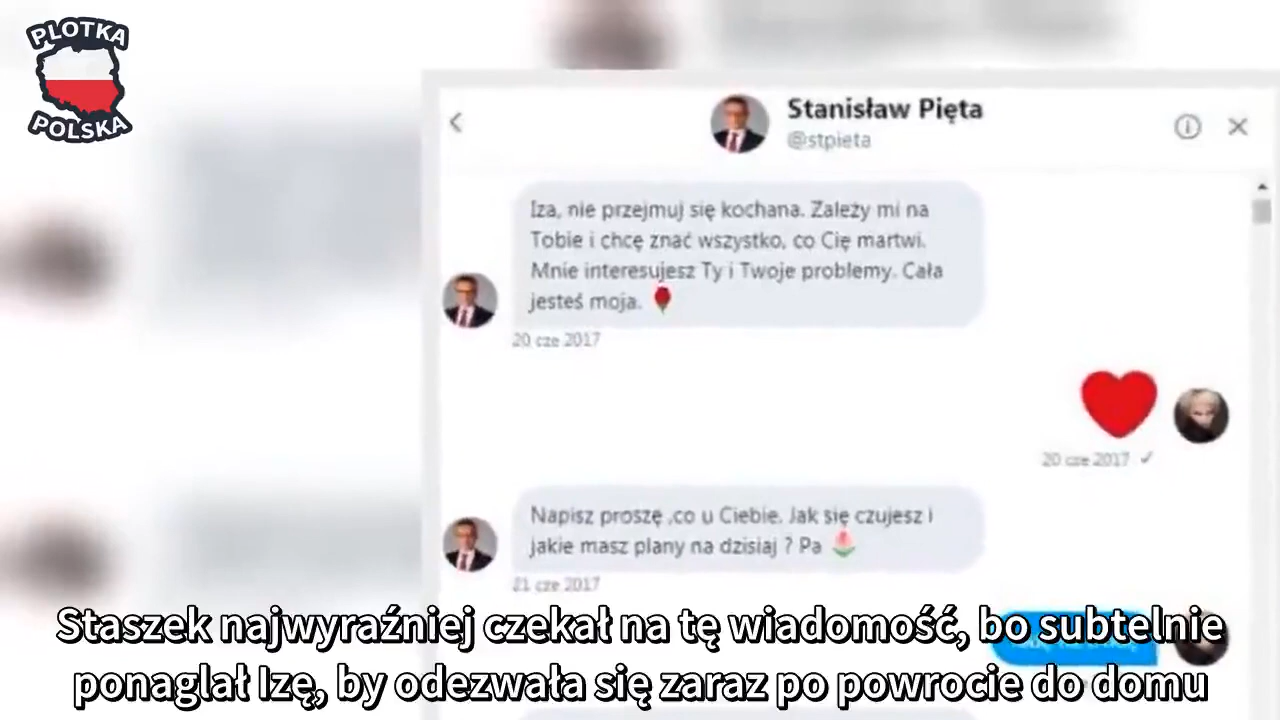 PLOTKA
POLSKA
Stanisław Pięta
@stpieta
Iza, nie przejmuj się kochana. Zależy mi na
Tobie i chcę znać wszystko, co Cię martwi.
Mnie interesujesz Ty i Twoje problemy. Cała
jesteś moja. 🌹
20 cze 2017
❤️
20 cze 2017 ✓
Napisz proszę ,co u Ciebie. Jak się czujesz i
jakie masz plany na dzisiaj ? Pa 🌷
21 cze 2017
Staszek najwyraźniej czekał na tę wiadomość, bo subtelnie
ponaglał Izę, by odezwała się zaraz po powrocie do domu